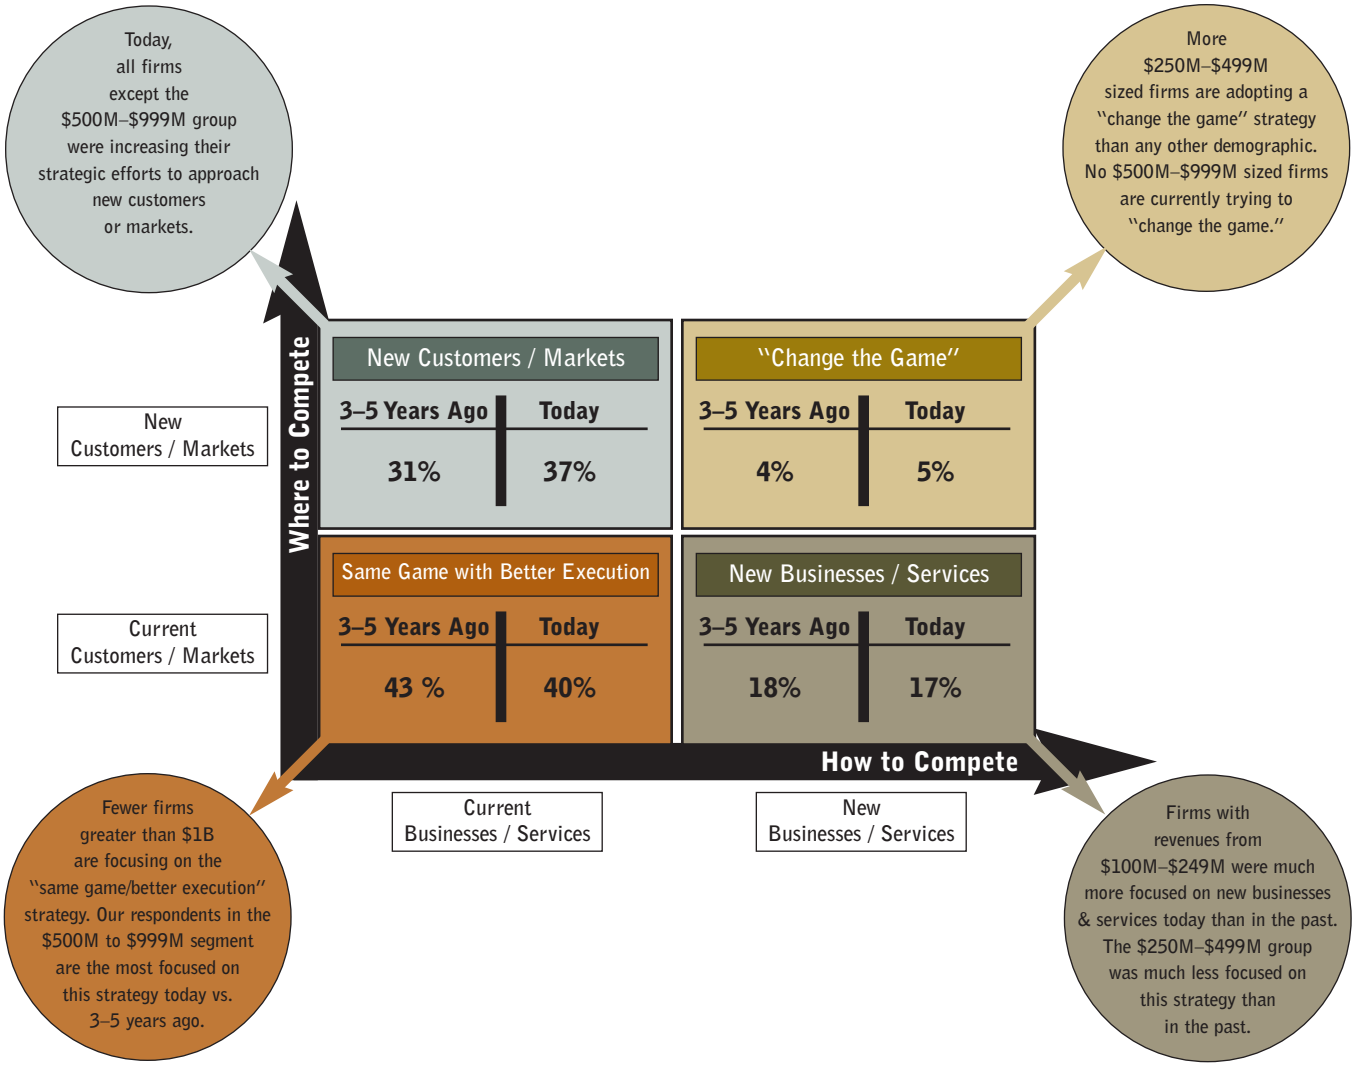 Today,
all firms
except the
$500M–$999M group
were increasing their
strategic efforts to approach
new customers
or markets.
More
$250M–$499M
sized firms are adopting a
“change the game” strategy
than any other demographic.
No $500M–$999M sized firms
are currently trying to
“change the game.”
Where to Compete
New
Customers / Markets
New Customers / Markets
3–5 Years Ago Today
31% 37%
“Change the Game”
3–5 Years Ago Today
4% 5%
Current
Customers / Markets
Same Game with Better Execution
3–5 Years Ago Today
43 % 40%
New Businesses / Services
3–5 Years Ago Today
18% 17%
How to Compete
Current
Businesses / Services
New
Businesses / Services
Fewer firms
greater than $1B
are focusing on the
“same game/better execution”
strategy. Our respondents in the
$500M to $999M segment
are the most focused on
this strategy today vs.
3–5 years ago.
Firms with
revenues from
$100M–$249M were much
more focused on new businesses
& services today than in the past.
The $250M–$499M group
was much less focused on
this strategy than
in the past.